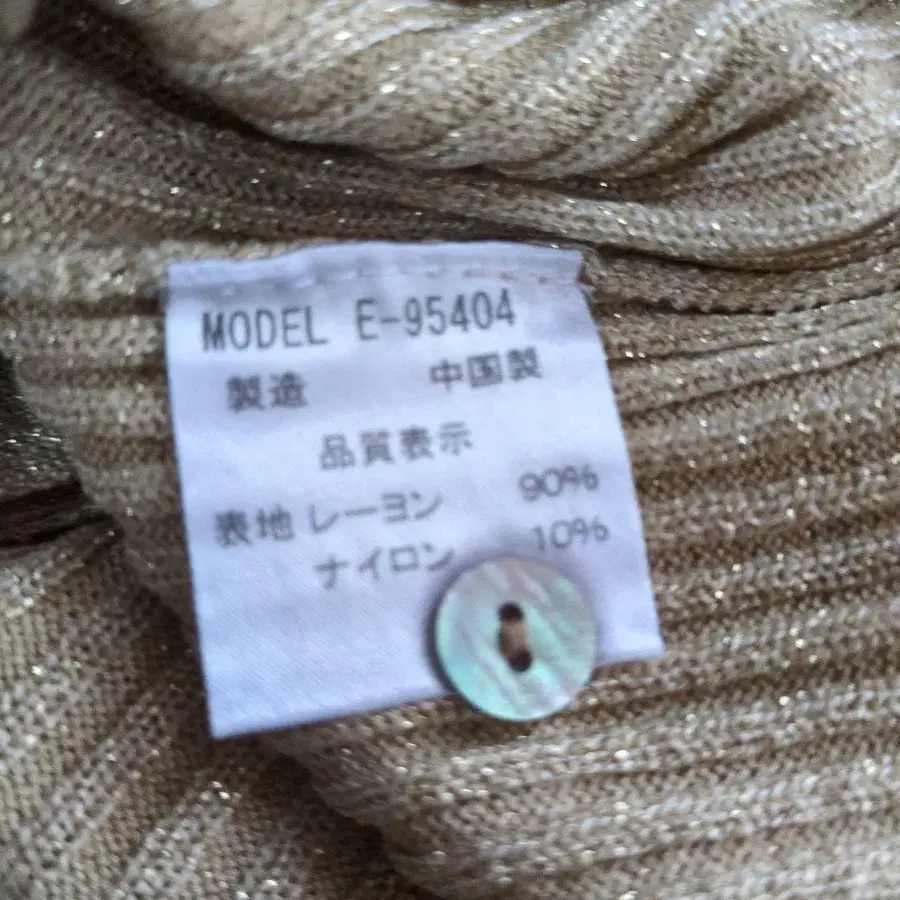 MODEL E-95404
製造 中国製
品質表示
表地 レーヨン 90%
ナイロン 10%